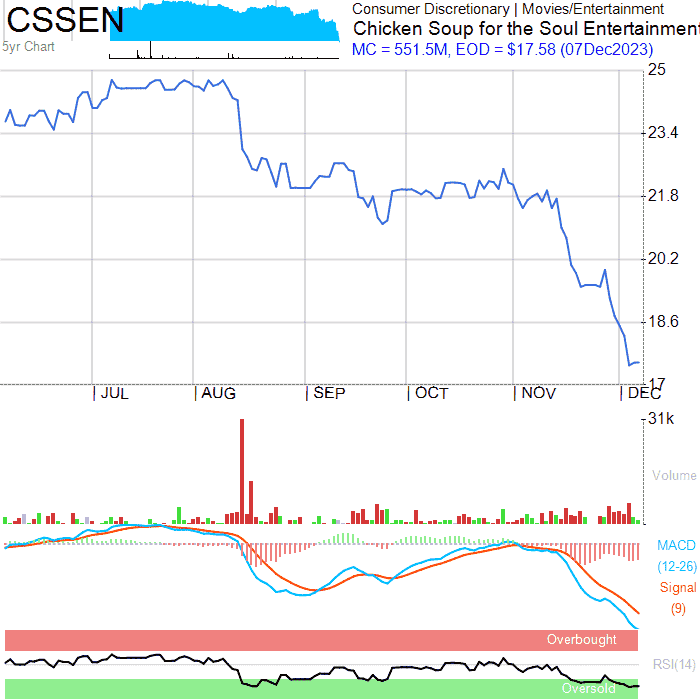 CSSEN
5yr Chart
Consumer Discretionary | Movies/Entertainment
Chicken Soup for the Soul Entertainment
MC = 551.5M, EOD = $17.58 (07Dec2023)
25
23.4
21.8
20.2
18.6
17
JUL
AUG
SEP
OCT
NOV
DEC
31k
Volume
MACD
(12-26)
Signal
(9)
Overbought
RSI(14)
Oversold